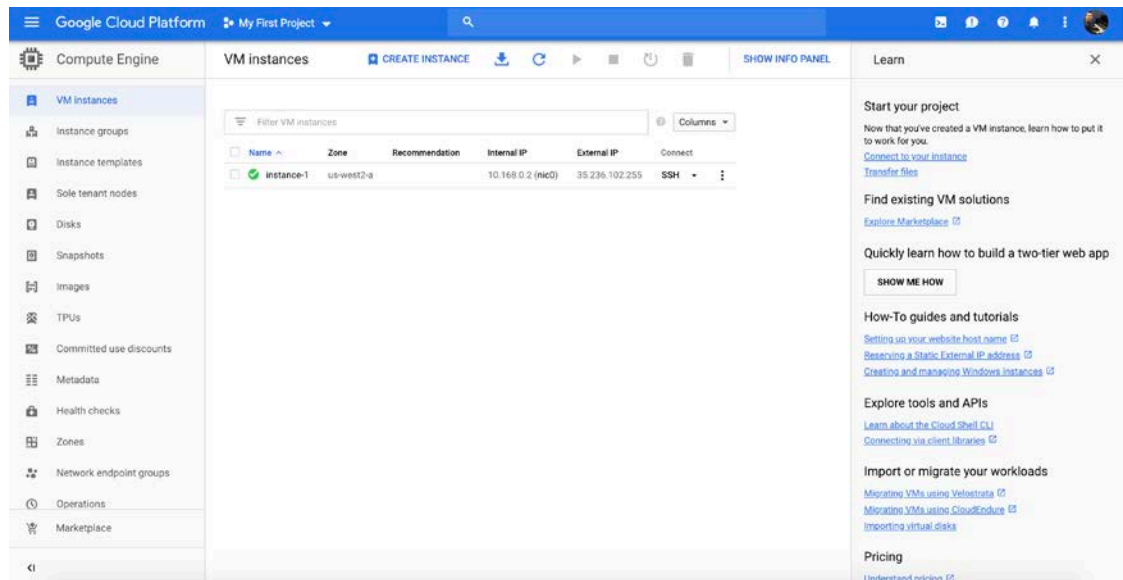 Google Cloud Platform
My First Project
Compute Engine
VM instances
CREATE INSTANCE
SHOW INFO PANEL
Learn
VM instances
Instance groups
Instance templates
Sole tenant nodes
Disks
Snapshots
Images
TPUs
Committed use discounts
Metadata
Health checks
Zones
Network endpoint groups
Operations
Marketplace
Filter VM instances
Columns
Name Zone Recommendation Internal IP External IP Connect
instance-1 us-west2-a 10.168.0.2 (nic0) 35.236.102.255 SSH
Start your project
Now that you've created a VM instance, learn how to put it
to work for you.
Connect to your instance
Transfer files
Find existing VM solutions
Explore Marketplace
Quickly learn how to build a two-tier web app
SHOW ME HOW
How-To guides and tutorials
Setting up your website host name
Reserving a Static External IP address
Creating and managing Windows instances
Explore tools and APIs
Learn about the Cloud Shell CLI
Connecting via client libraries
Import or migrate your workloads
Migrating VMs using Velostrata
Migrating VMs using CloudEndure
Importing virtual disks
Pricing
Understand pricing